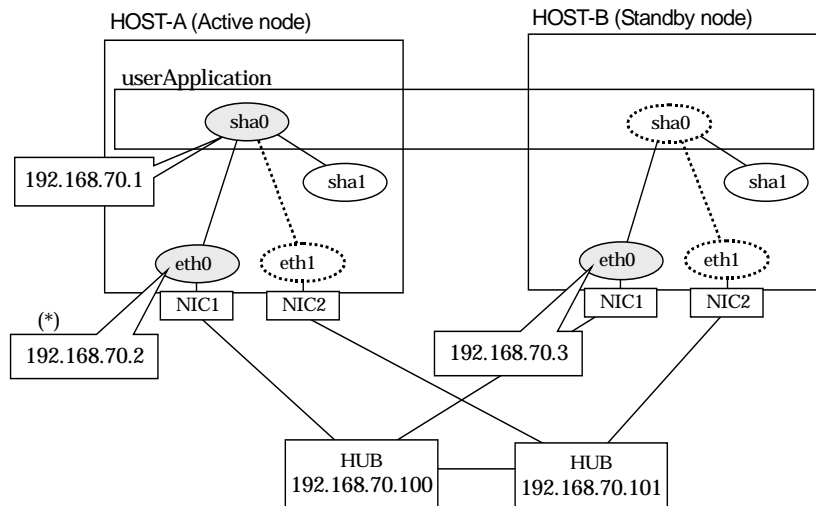 HOST-A (Active node)
HOST-B (Standby node)
userApplication
sha0
sha0
192.168.70.1
sha1
sha1
eth0
eth1
eth0
eth1
NIC1
NIC2
NIC1
NIC2
(*)
192.168.70.2
192.168.70.3
HUB
192.168.70.100
HUB
192.168.70.101